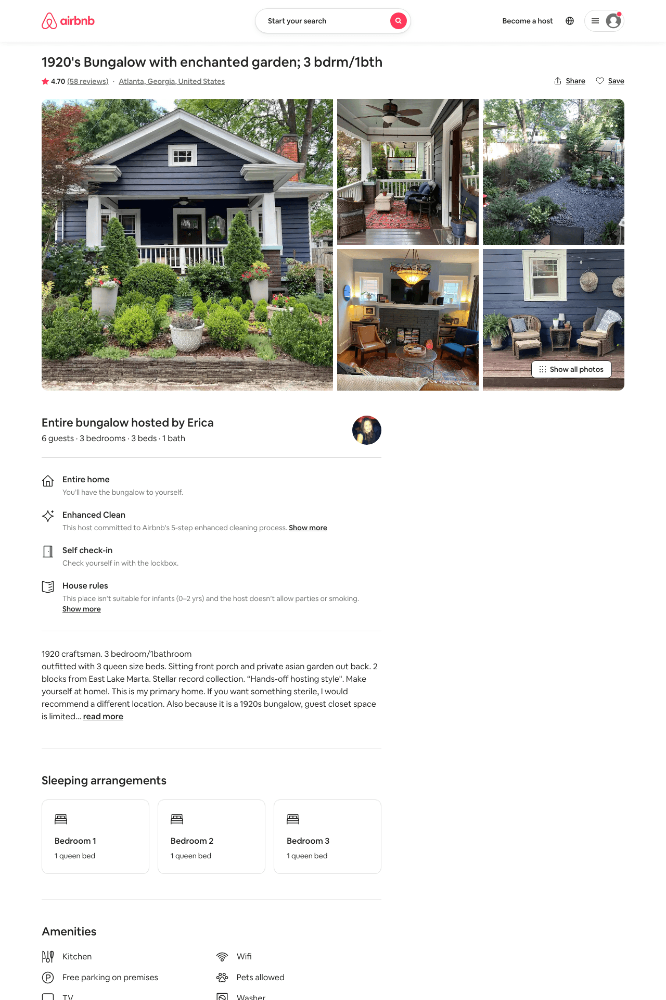 airbnb
Start your search
Become a host
1920's Bungalow with enchanted garden; 3 bdrm/1bth
4.70 (58 reviews) · Atlanta, Georgia, United States
Share
Save
Show all photos
Entire bungalow hosted by Erica
6 guests · 3 bedrooms · 3 beds · 1 bath
Entire home
You’ll have the bungalow to yourself.
Enhanced Clean
This host committed to Airbnb's 5-step enhanced cleaning process. Show more
Self check-in
Check yourself in with the lockbox.
House rules
This place isn’t suitable for infants (0–2 yrs) and the host doesn’t allow parties or smoking.
Show more
1920 craftsman. 3 bedroom/1bathroom
outfitted with 3 queen size beds. Sitting front porch and private asian garden out back. 2
blocks from East Lake Marta. Stellar record collection. “Hands-off hosting style". Make
yourself at home!. This is my primary home. If you want something sterile, I would
recommend a different location. Also because it is a 1920s bungalow, guest closet space
is limited... read more
Sleeping arrangements
Bedroom 1
1 queen bed
Bedroom 2
1 queen bed
Bedroom 3
1 queen bed
Amenities
Kitchen
Wifi
Free parking on premises
Pets allowed
TV
Washer